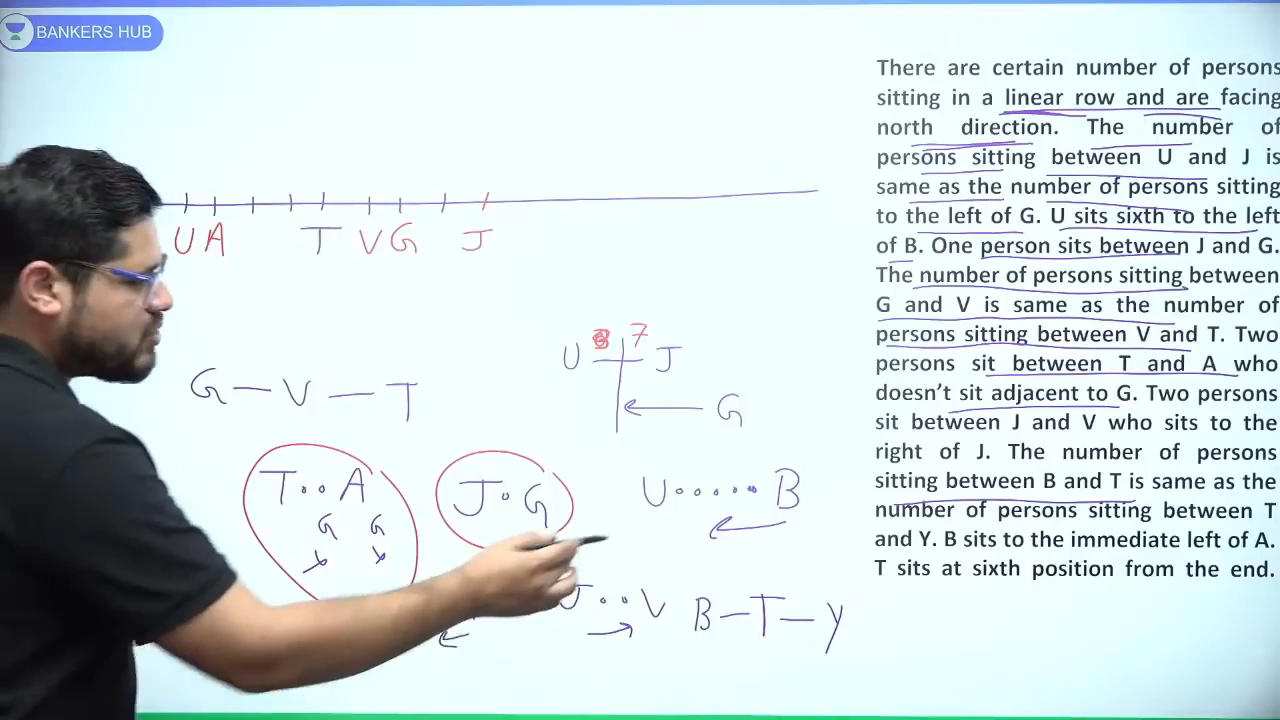 BANKERS HUB
There are certain number of persons
sitting in a linear row and are facing
north direction. The number of
persons sitting between U and J is
same as the number of persons sitting
to the left of G. U sits sixth to the left
of B. One person sits between J and G.
The number of persons sitting between
G and V is same as the number of
persons sitting between V and T. Two
persons sit between T and A who
doesn't sit adjacent to G. Two persons
sit between J and V who sits to the
right of J. The number of persons
sitting between B and T is same as the
number of persons sitting between T
and Y. B sits to the immediate left of A.
T sits at sixth position from the end.
U A T V G J
U 7 J
G
G — V — T
T · · A
G G
x x
J · G
U · · · · · B
J · · V
B — T — Y